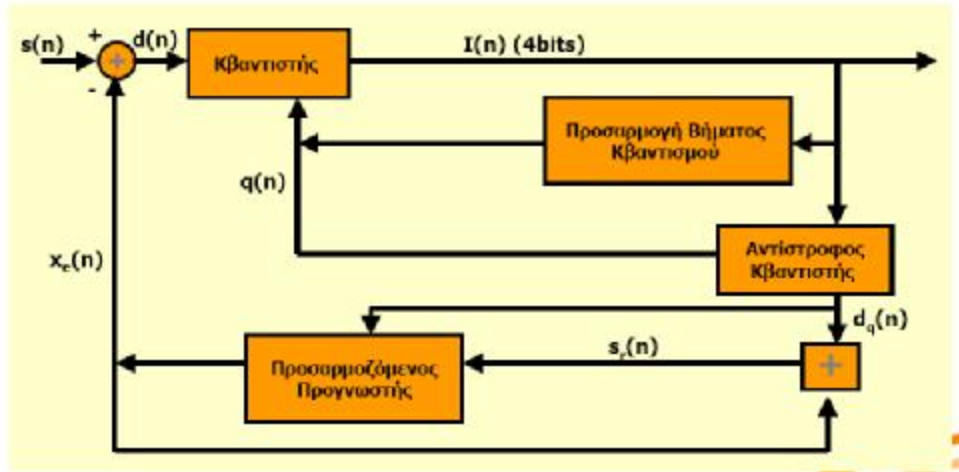 s(n)
+
d(n)
-
Κβαντιστής
I(n) (4bits)
Προσαρμογή Βήματος
Κβαντισμού
q(n)
xe(n)
Αντίστροφος
Κβαντιστής
dq(n)
sr(n)
Προσαρμοζόμενος
Προγνωστής